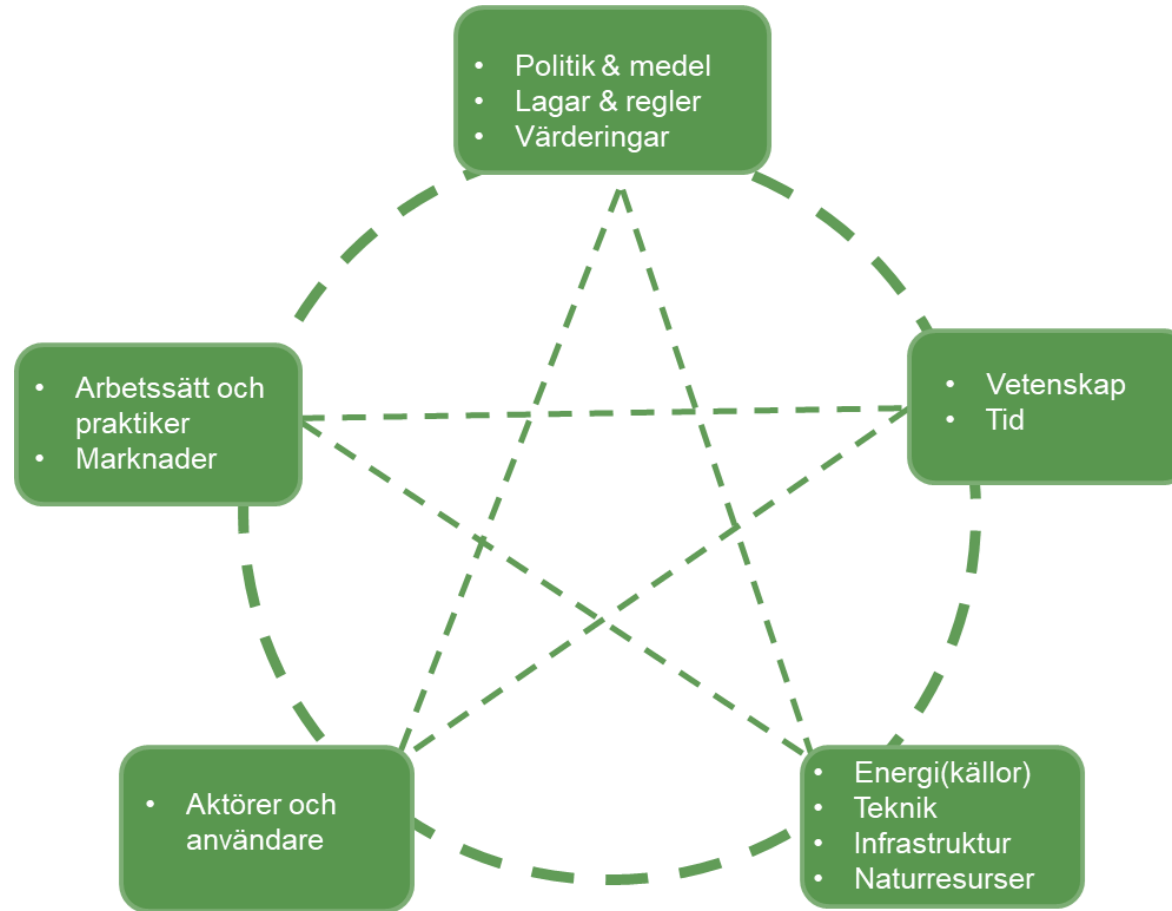 • Politik & medel
• Lagar & regler
• Värderingar
• Arbetssätt och
praktiker
• Marknader
• Vetenskap
• Tid
• Aktörer och
användare
• Energi(källor)
• Teknik
• Infrastruktur
• Naturresurser